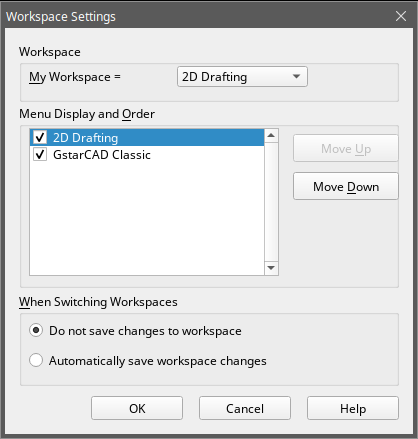 Workspace Settings
Workspace
My Workspace =
2D Drafting
Menu Display and Order
2D Drafting
GstarCAD Classic
Move Up
Move Down
When Switching Workspaces
Do not save changes to workspace
Automatically save workspace changes
OK
Cancel
Help